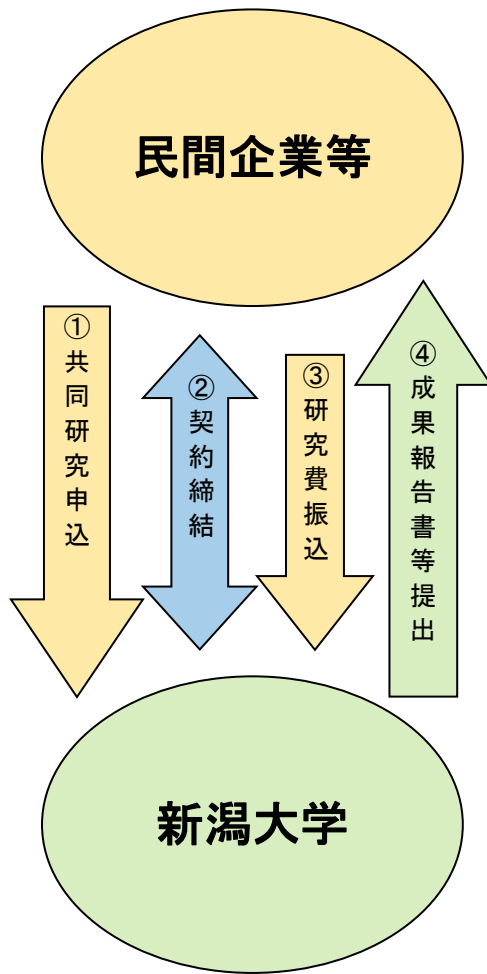 民間企業等
①共同研究申込
②契約締結
③研究費振込
④成果報告書等提出
新潟大学